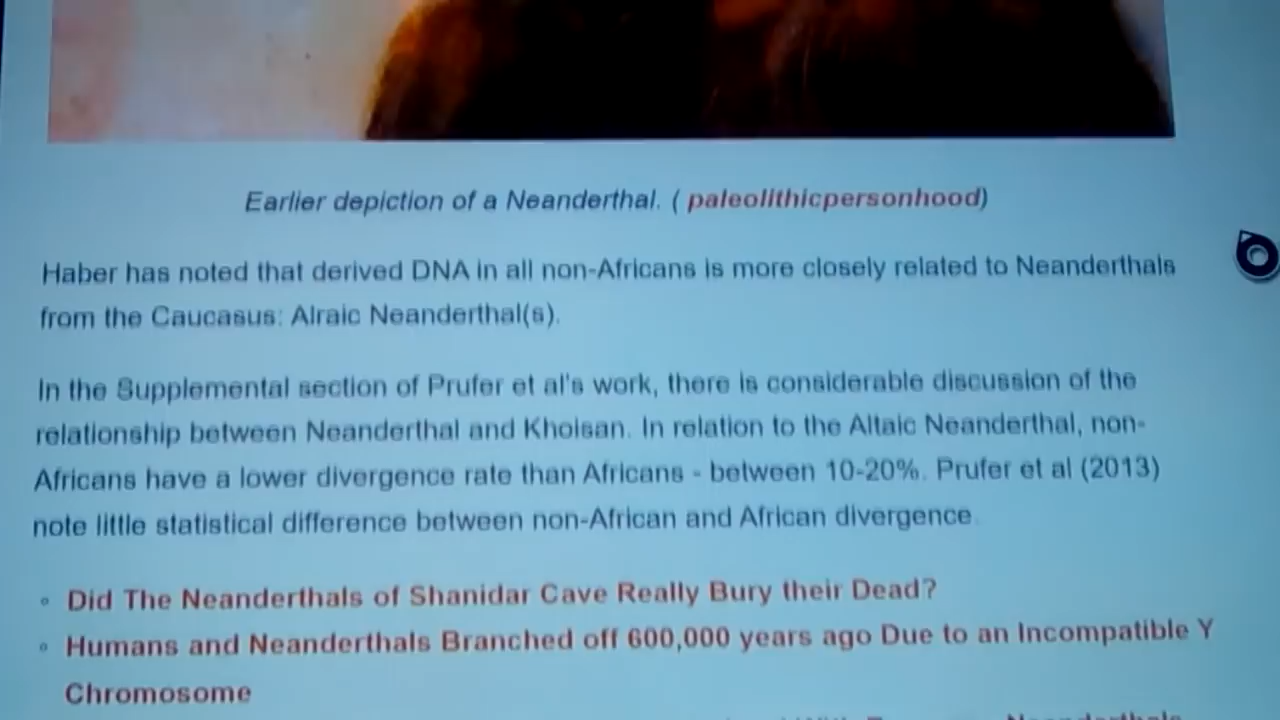 Earlier depiction of a Neanderthal. ( paleolithicpersonhood)
Haber has noted that derived DNA in all non-Africans is more closely related to Neanderthals
from the Caucasus: Alraic Neanderthal(s).
In the Supplemental section of Prufer et al's work, there is considerable discussion of the
relationship between Neanderthal and Khoisan. In relation to the Altaic Neanderthal, non-
Africans have a lower divergence rate than Africans - between 10-20%. Prufer et al (2013)
note little statistical difference between non-African and African divergence.
Did The Neanderthals of Shanidar Cave Really Bury their Dead?
Humans and Neanderthals Branched off 600,000 years ago Due to an Incompatible Y
Chromosome
Neanderthals